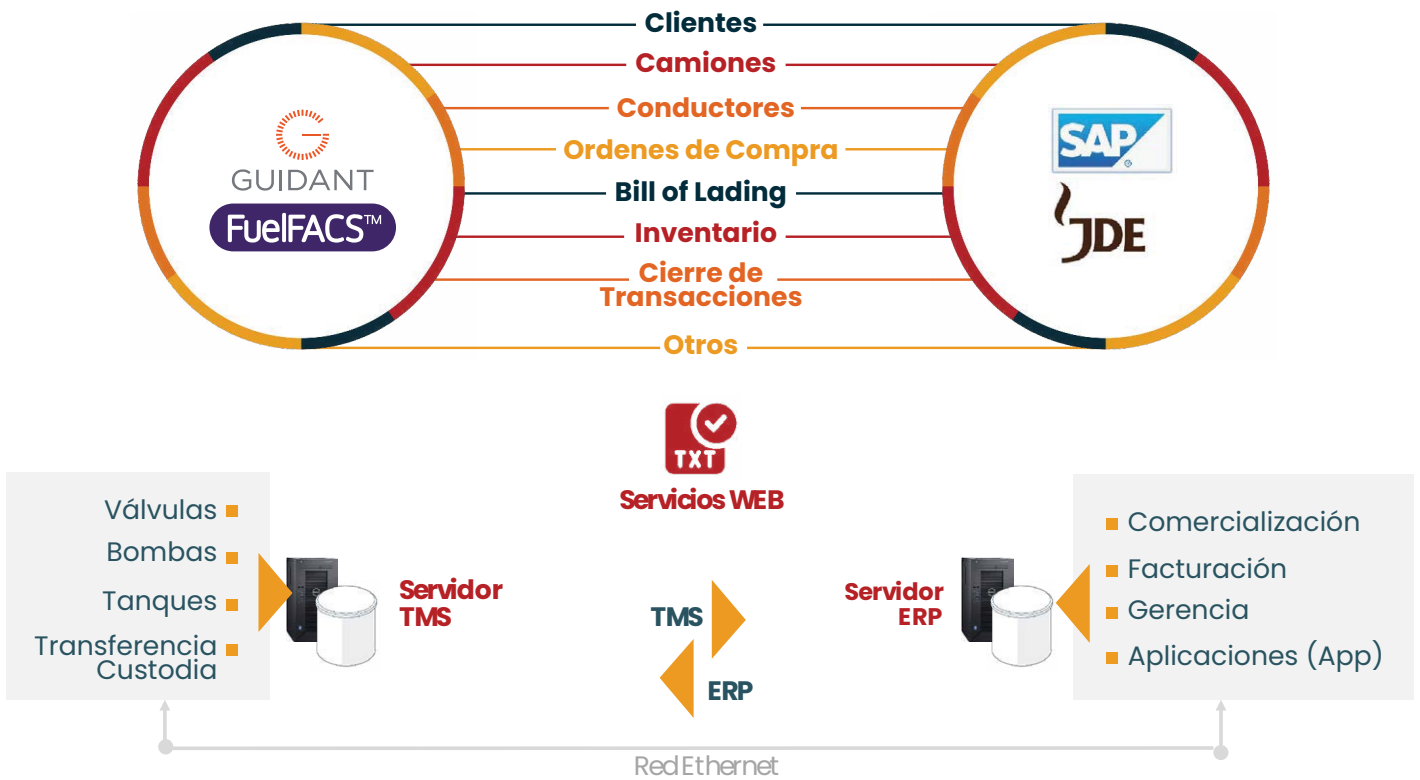 Clientes
Camiones
Conductores
Ordenes de Compra
Bill of Lading
Inventario
Cierre de
Transacciones
Otros
GUIDANT
FuelFACS™
SAP®
JDE
TXT
Servicios WEB
Válvulas
Bombas
Tanques
Transferencia
Custodia
Servidor
TMS
TMS
ERP
Servidor
ERP
Comercialización
Facturación
Gerencia
Aplicaciones (App)
Red Ethernet